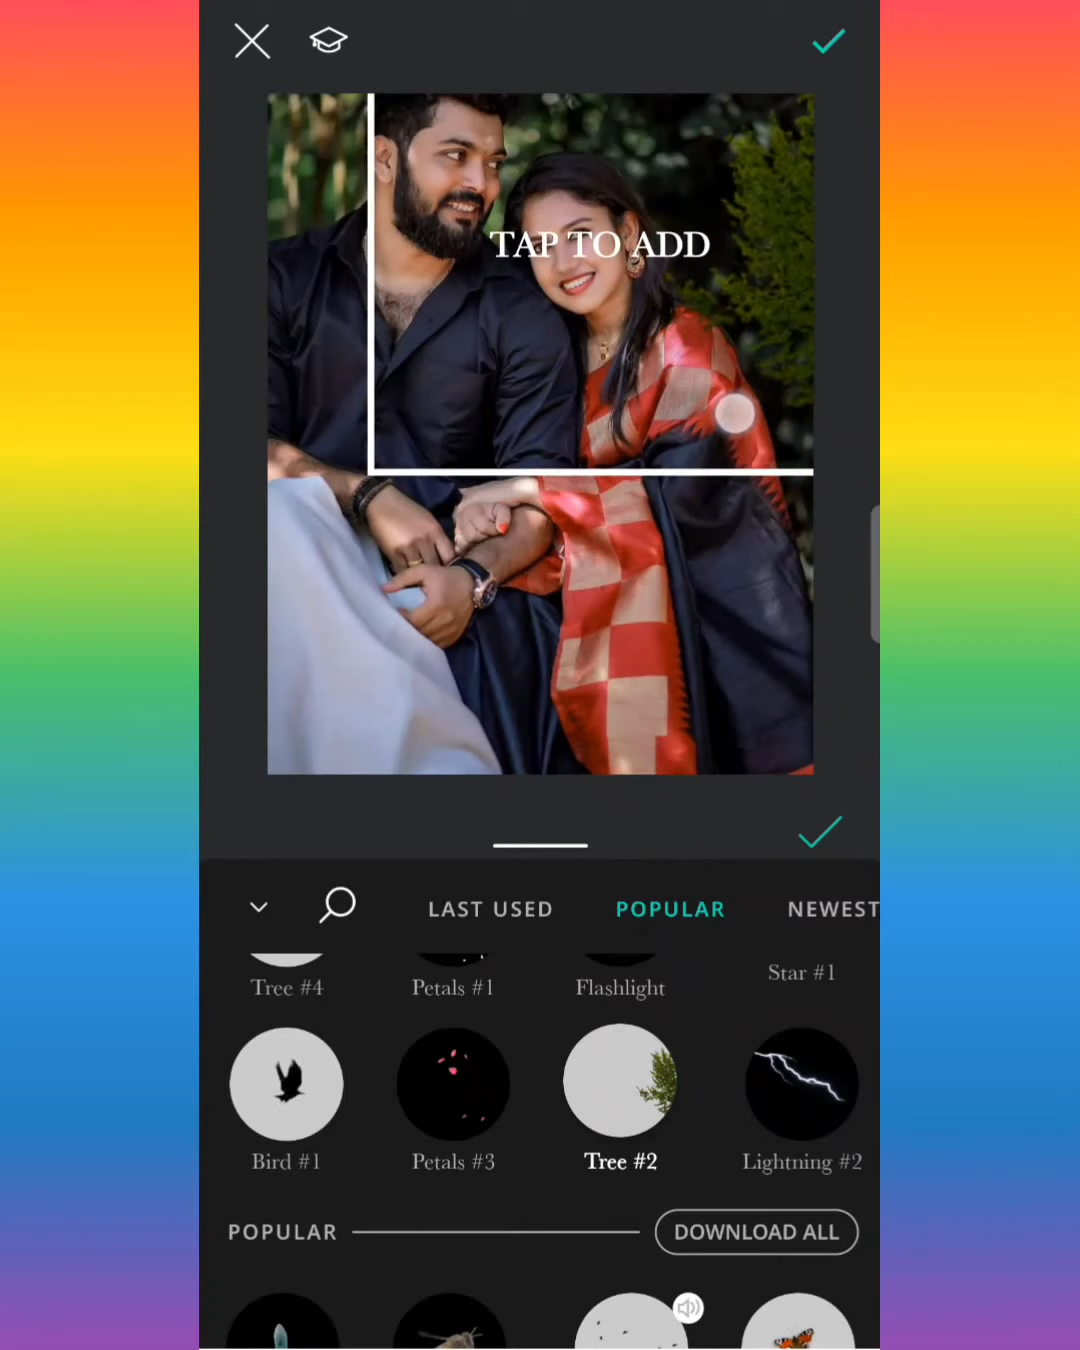 TAP TO ADD
LAST USED POPULAR NEWEST
Tree #4 Petals #1 Flashlight Star #1
Bird #1 Petals #3 Tree #2 Lightning #2
POPULAR DOWNLOAD ALL